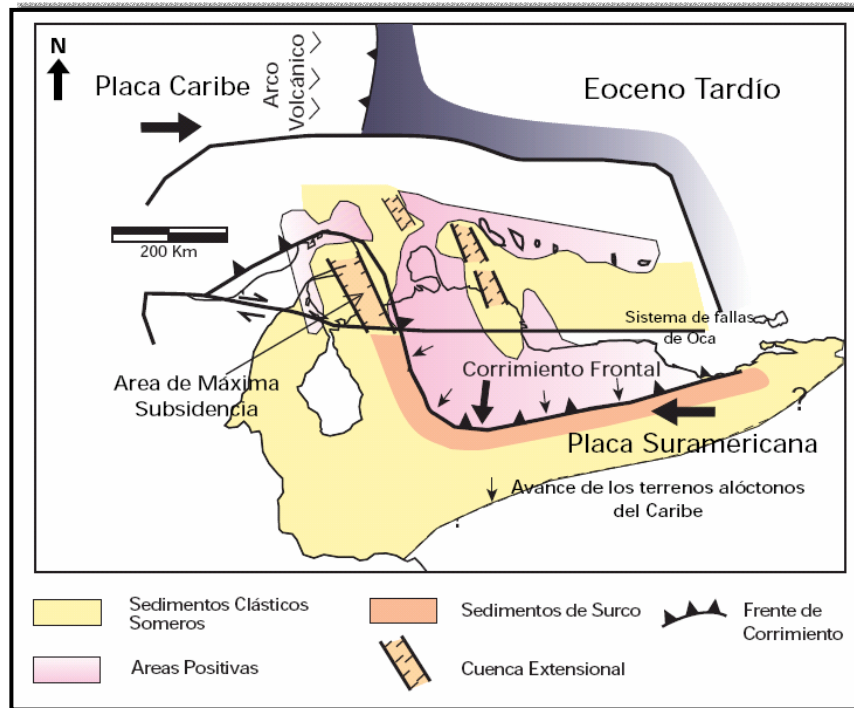 N
Placa Caribe
Arco
Volcánico
Eoceno Tardío
200 Km
Sistema de fallas
de Oca
Area de Máxima
Subsidencia
Corrimiento Frontal
?
Placa Suramericana
Avance de los terrenos alóctonos
del Caribe
?
Sedimentos Clásticos
Someros
Sedimentos de Surco
Frente de
Corrimiento
Areas Positivas
Cuenca Extensional